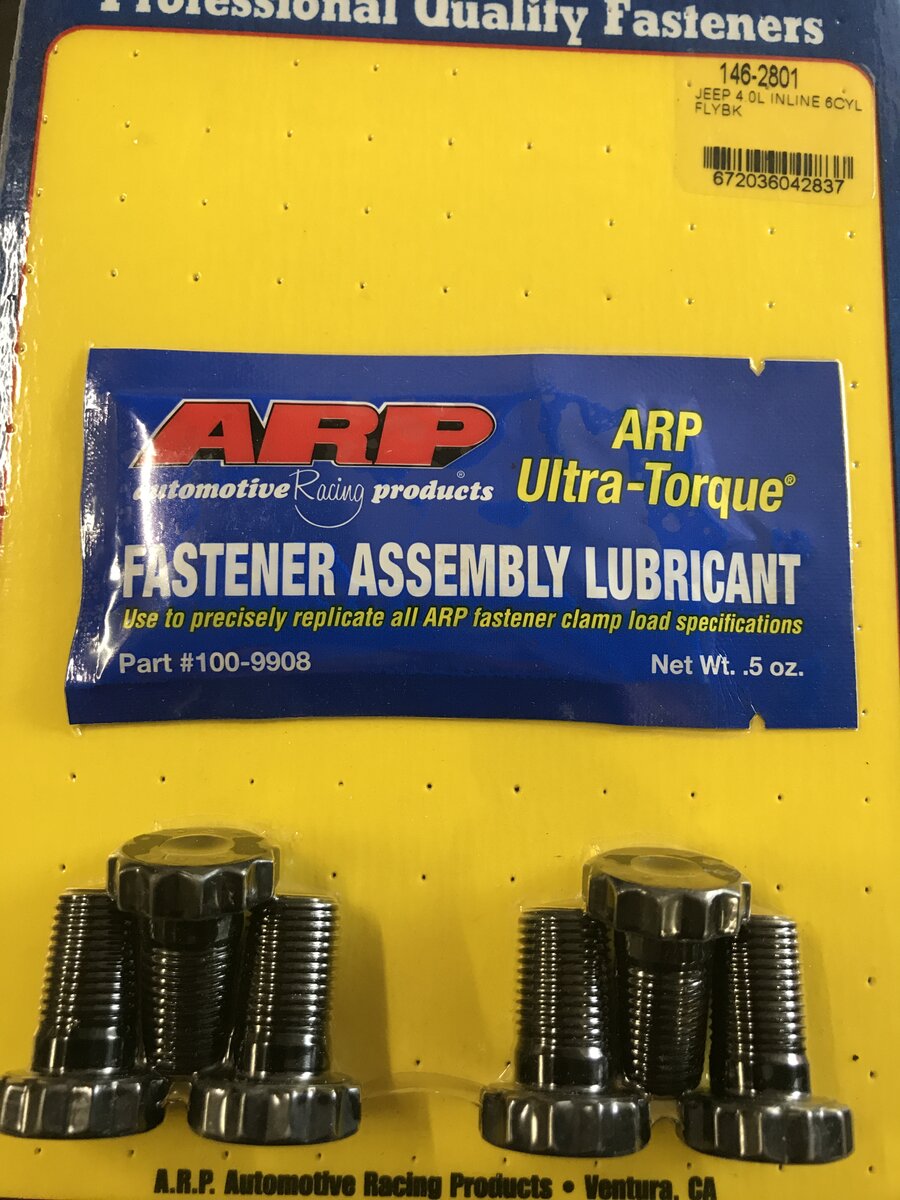 Professional Quality Fasteners
146-2801
JEEP 4.0L INLINE 6CYL
FLYBK
672036042837
ARP
automotive Racing products®
ARP
Ultra-Torque®
FASTENER ASSEMBLY LUBRICANT
Use to precisely replicate all ARP fastener clamp load specifications
Part #100-9908
Net Wt. .5 oz.
A.R.P. Automotive Racing Products • Ventura, CA